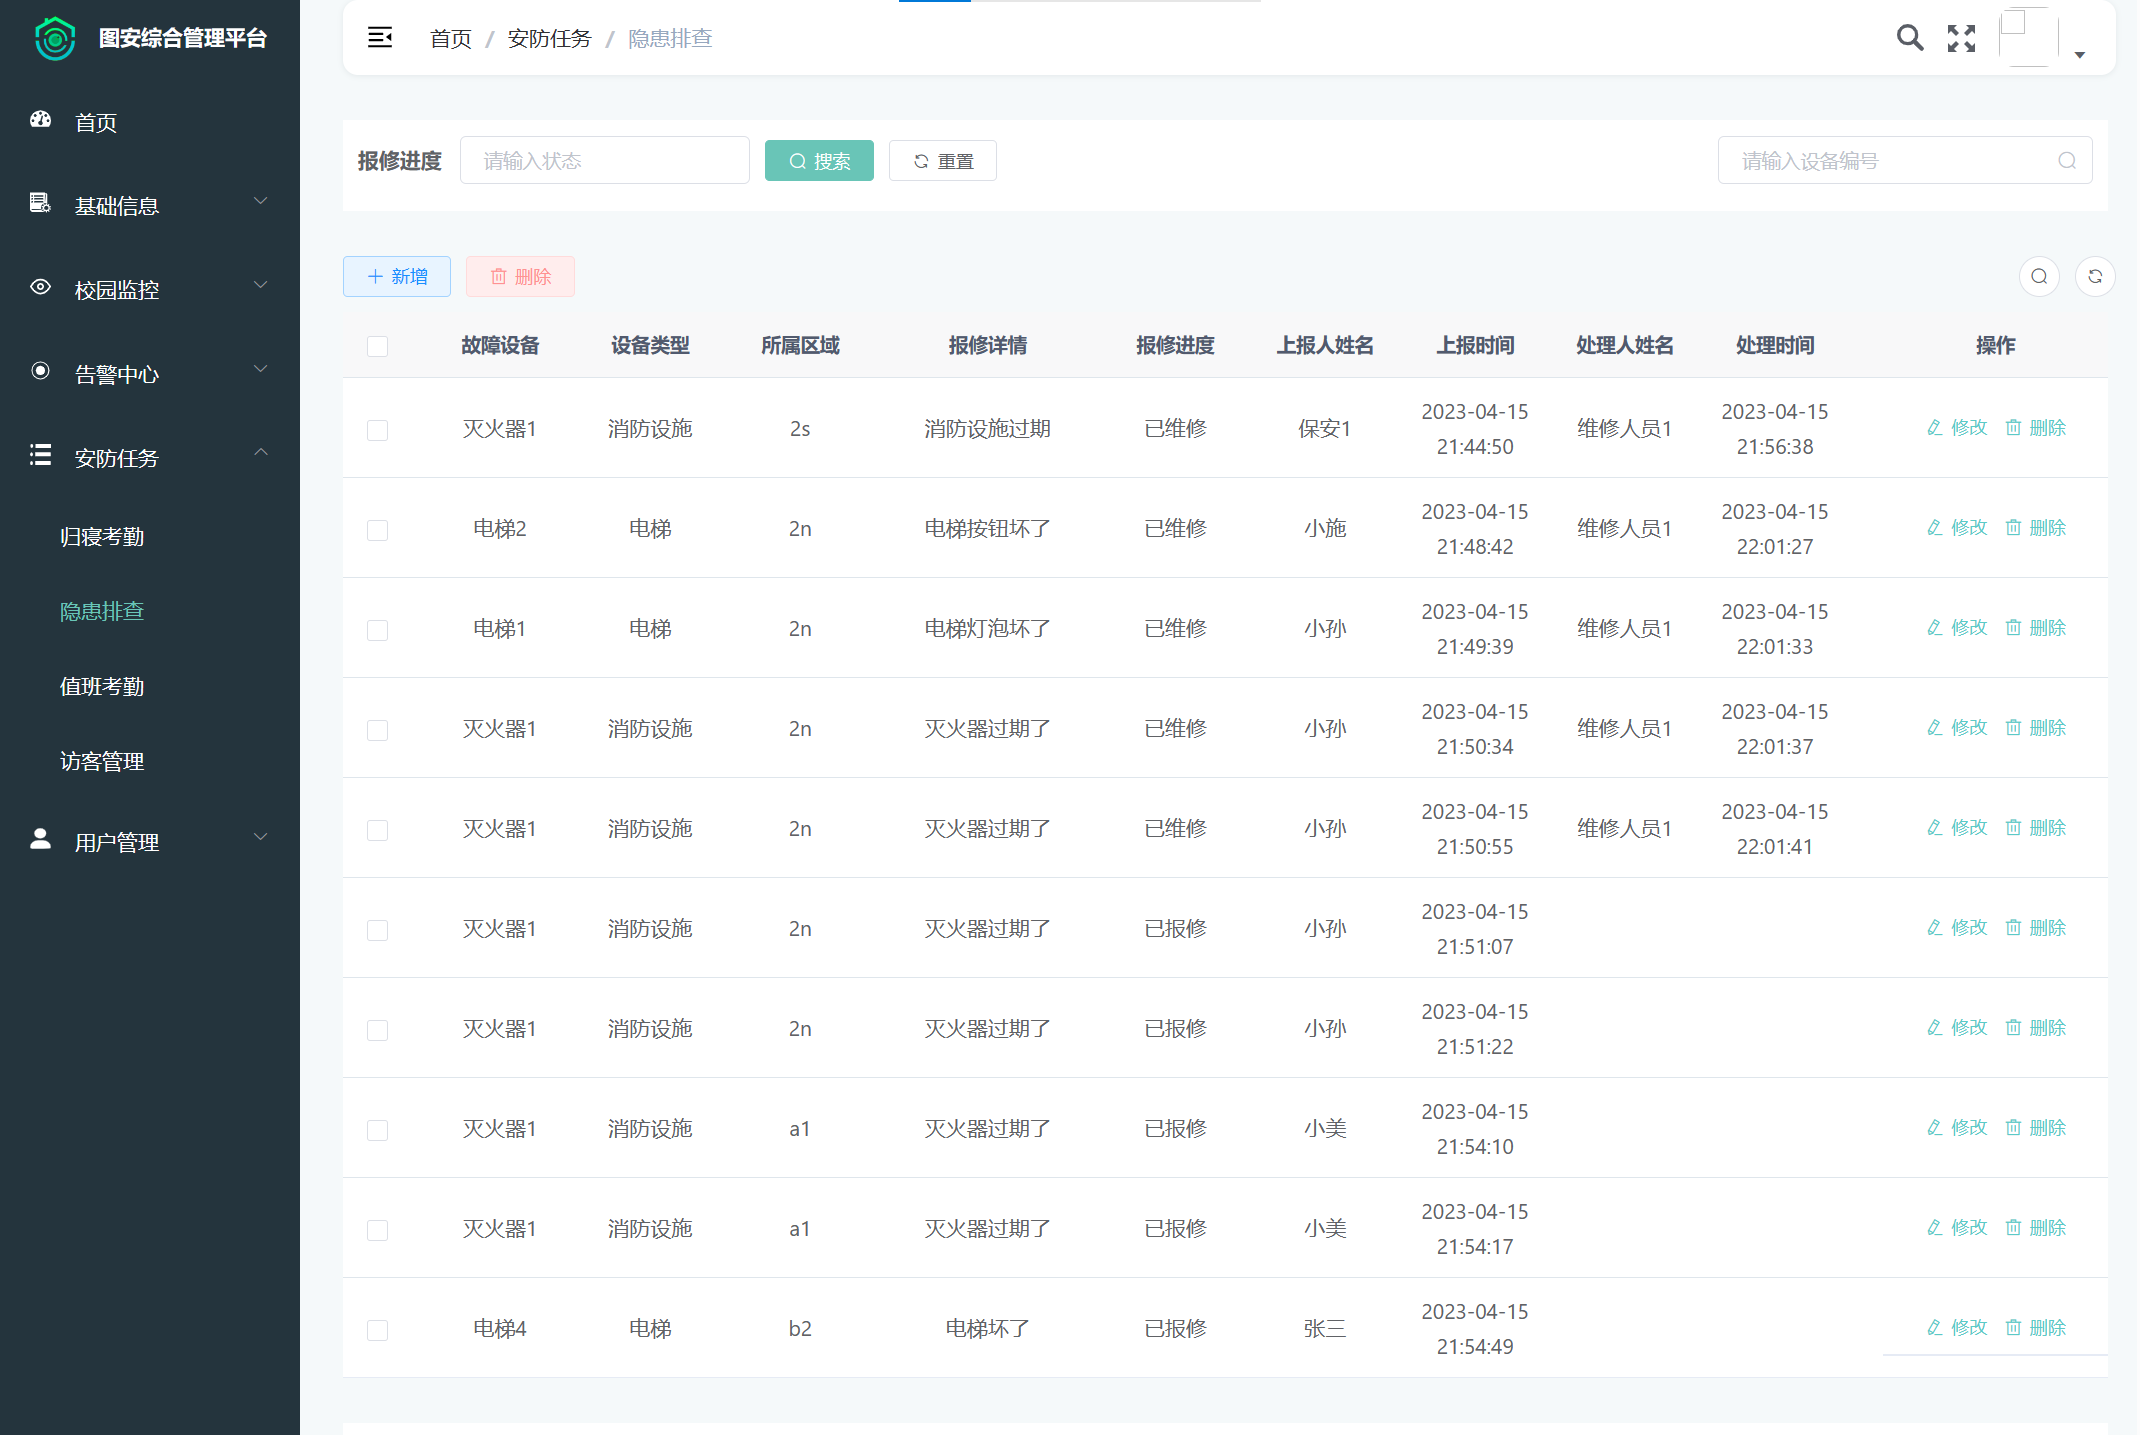 图安综合管理平台
首页
基础信息
校园监控
告警中心
安防任务
归寝考勤
隐患排查
值班考勤
访客管理
用户管理
首页 / 安防任务 / 隐患排查
报修进度 请输入状态 搜索 重置 请输入设备编号
新增 删除
故障设备 设备类型 所属区域 报修详情 报修进度 上报人姓名 上报时间 处理人姓名 处理时间 操作
灭火器1 消防设施 2s 消防设施过期 已维修 保安1 2023-04-15 21:44:50 维修人员1 2023-04-15 21:56:38 修改 删除
电梯2 电梯 2n 电梯按钮坏了 已维修 小施 2023-04-15 21:48:42 维修人员1 2023-04-15 22:01:27 修改 删除
电梯1 电梯 2n 电梯灯泡坏了 已维修 小孙 2023-04-15 21:49:39 维修人员1 2023-04-15 22:01:33 修改 删除
灭火器1 消防设施 2n 灭火器过期了 已维修 小孙 2023-04-15 21:50:34 维修人员1 2023-04-15 22:01:37 修改 删除
灭火器1 消防设施 2n 灭火器过期了 已维修 小孙 2023-04-15 21:50:55 维修人员1 2023-04-15 22:01:41 修改 删除
灭火器1 消防设施 2n 灭火器过期了 已报修 小孙 2023-04-15 21:51:07 修改 删除
灭火器1 消防设施 2n 灭火器过期了 已报修 小孙 2023-04-15 21:51:22 修改 删除
灭火器1 消防设施 a1 灭火器过期了 已报修 小美 2023-04-15 21:54:10 修改 删除
灭火器1 消防设施 a1 灭火器过期了 已报修 小美 2023-04-15 21:54:17 修改 删除
电梯4 电梯 b2 电梯坏了 已报修 张三 2023-04-15 21:54:49 修改 删除